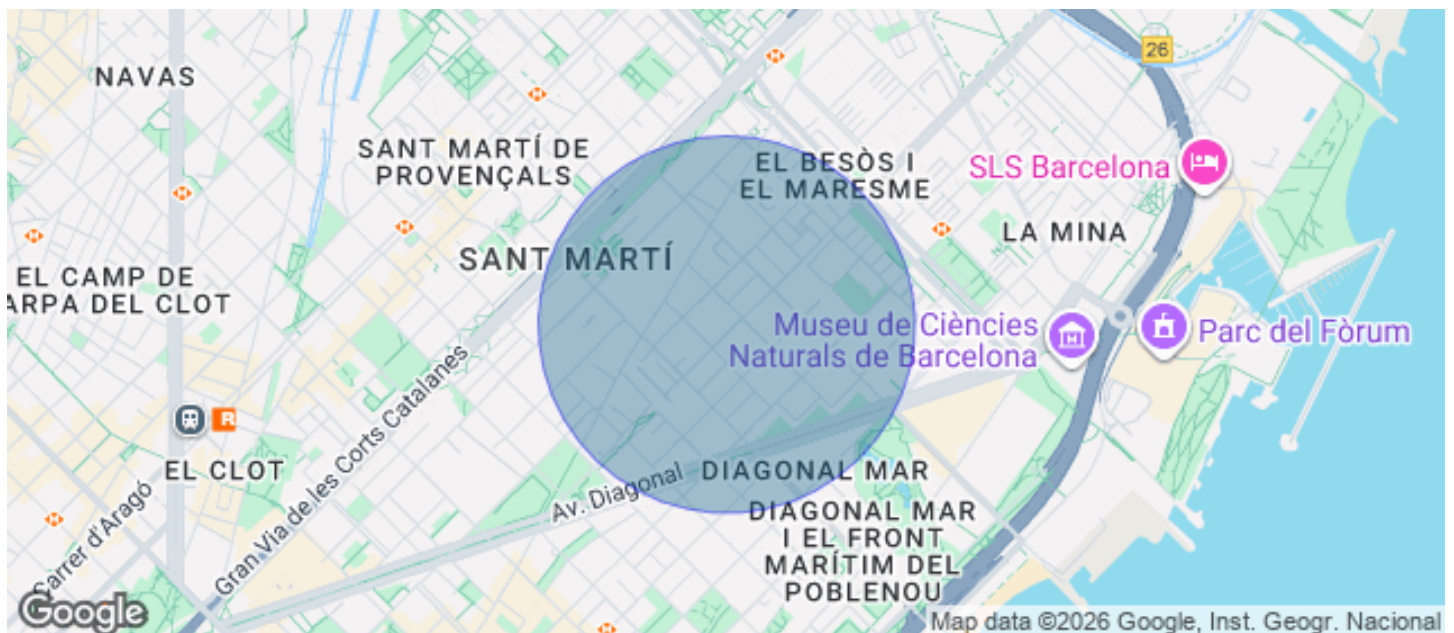 NAVAS
26
SANT MARTÍ DE
PROVENÇALS
EL BESÒS I
EL MARESME
SLS Barcelona
LA MINA
SANT MARTÍ
EL CAMP DE
ARPA DEL CLOT
Museu de Ciències
Naturals de Barcelona
Parc del Fòrum
R
EL CLOT
Gran Via de les Corts Catalanes
Av. Diagonal
DIAGONAL MAR
DIAGONAL MAR
I EL FRONT
MARÍTIM DEL
POBLENOU
Carrer d'Aragó
Google
Map data ©2026 Google, Inst. Geogr. Nacional